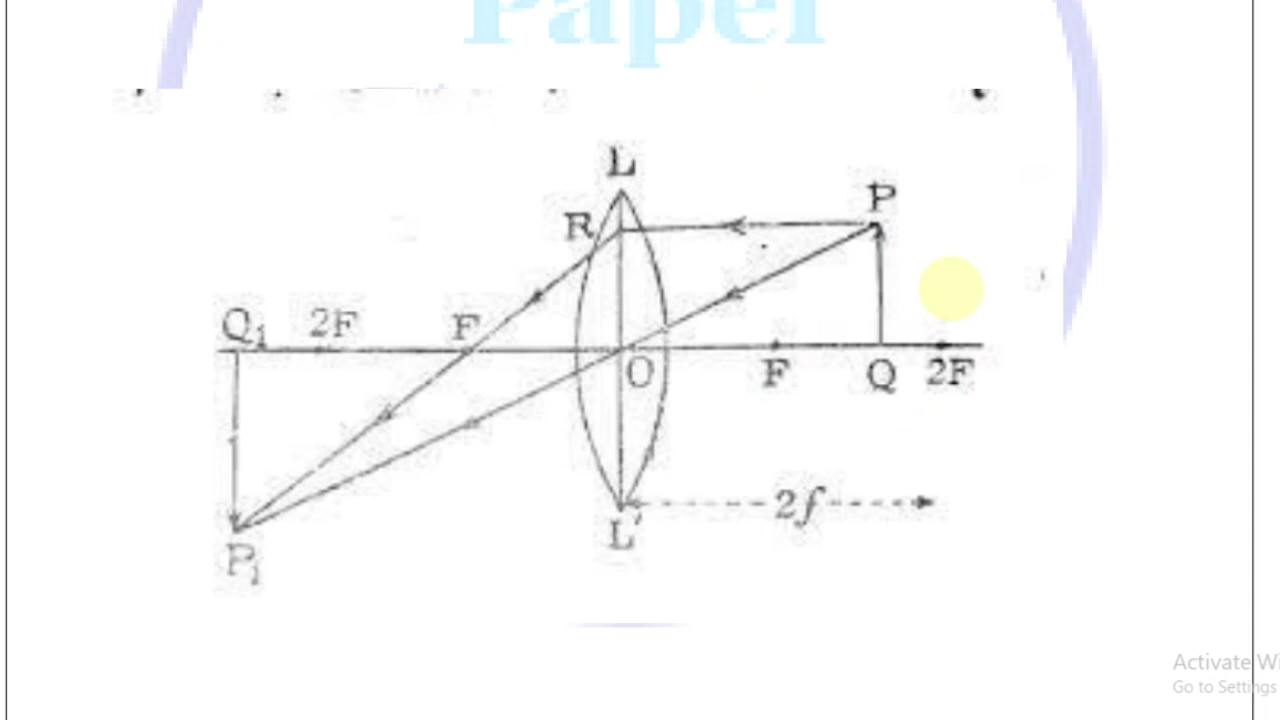 Paper
L
R
P
Q₁ 2F F
O F Q 2F
2f
L'
P₁
Activate Wi
Go to Settings